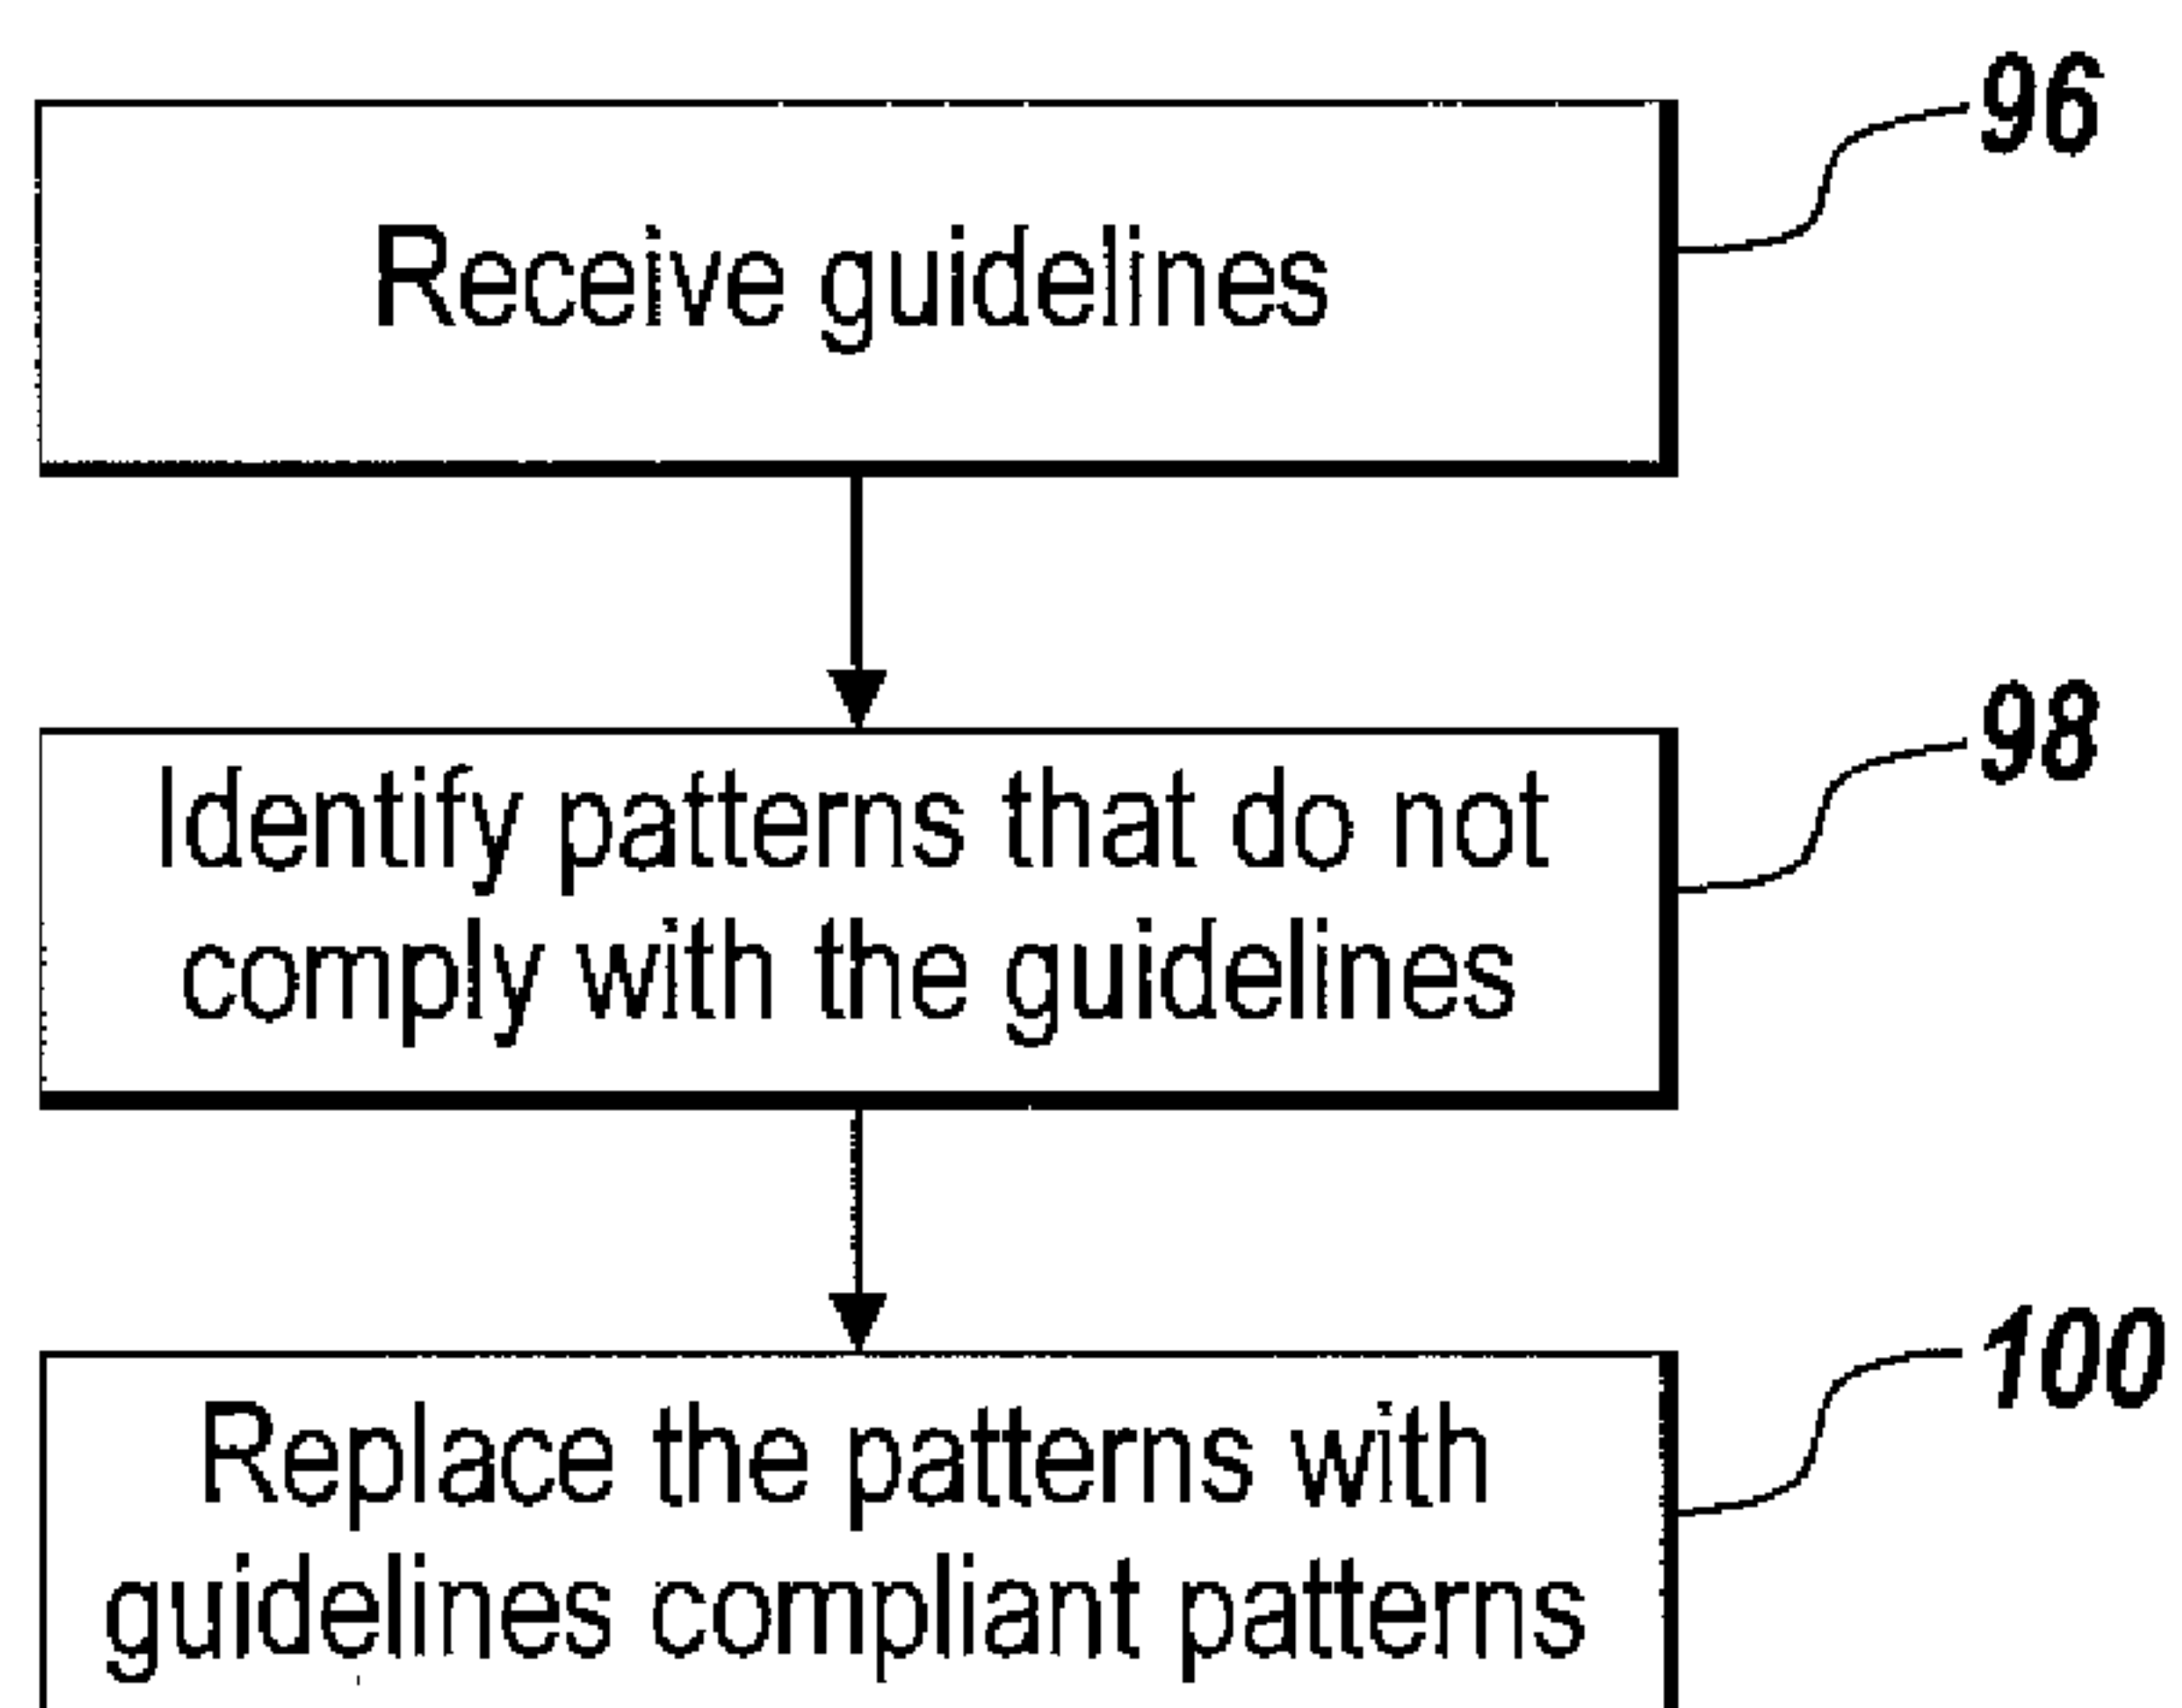 96
Receive guidelines
98
Identify patterns that do not
comply with the guidelines
100
Replace the patterns with
guidelines compliant patterns